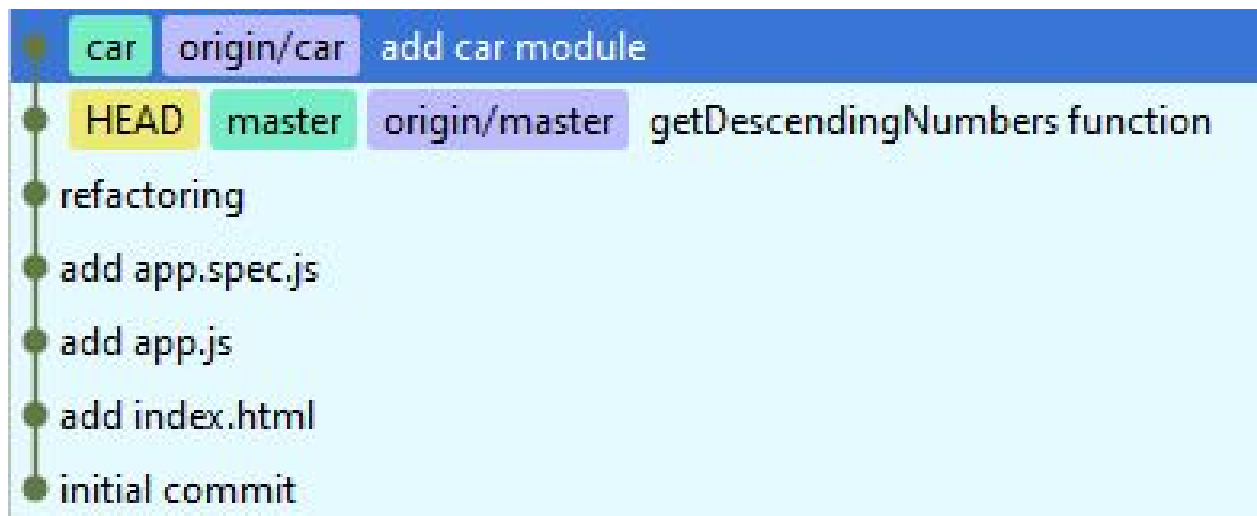 car origin/car add car module
HEAD master origin/master getDescendingNumbers function
refactoring
add app.spec.js
add app.js
add index.html
initial commit